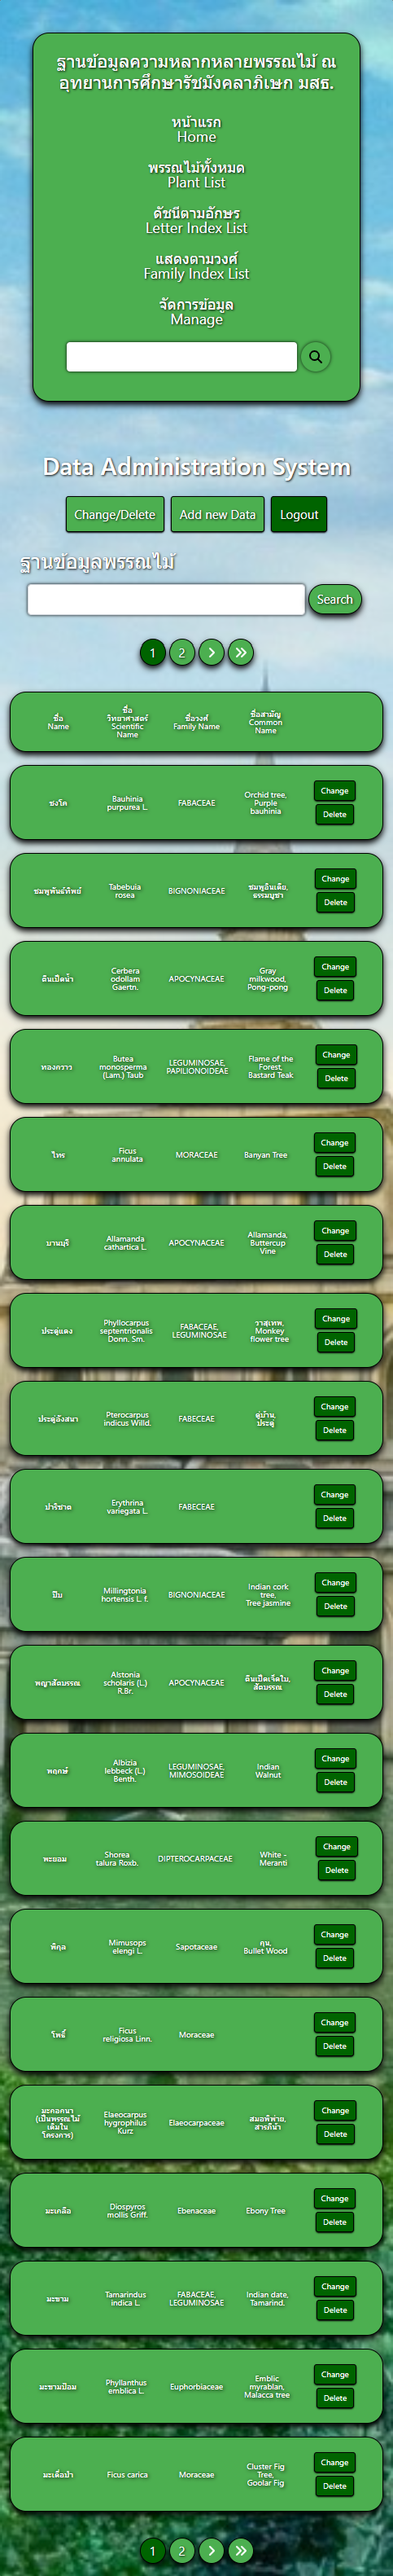 ฐานข้อมูลความหลากหลายพรรณไม้ ณ
อุทยานการศึกษารัชมังคลาภิเษก มสธ.
หน้าแรก
Home
พรรณไม้ทั้งหมด
Plant List
ดัชนีตามอักษร
Letter Index List
แสดงตามวงศ์
Family Index List
จัดการข้อมูล
Manage
Data Administration System
Change/Delete Add new Data Logout
ฐานข้อมูลพรรณไม้
Search
1 2
ชื่อ
Name
ชื่อ
วิทยาศาสตร์
Scientific
Name
ชื่อวงศ์
Family Name
ชื่อสามัญ
Common
Name
ชงโค
Bauhinia
purpurea L.
FABACEAE
Orchid tree,
Purple
bauhinia
Change
Delete
ชมพูพันธุ์ทิพย์
Tabebuia
rosea
BIGNONIACEAE
ชมพูอินเดีย,
ธรรมบูชา
Change
Delete
ตีนเป็ดน้ำ
Cerbera
odollam
Gaertn.
APOCYNACEAE
Gray
milkwood,
Pong-pong
Change
Delete
ทองกวาว
Butea
monosperma
(Lam.) Taub
LEGUMINOSAE,
PAPILIONOIDEAE
Flame of the
Forest,
Bastard Teak
Change
Delete
ไทร
Ficus
annulata
MORACEAE
Banyan Tree
Change
Delete
บานบุรี
Allamanda
cathartica L.
APOCYNACEAE
Allamanda,
Buttercup
Vine
Change
Delete
ประดู่แดง
Phyllocarpus
septentrionalis
Donn. Sm.
FABACEAE,
LEGUMINOSAE
วาสุเทพ,
Monkey
flower tree
Change
Delete
ประดู่อังสนา
Pterocarpus
indicus Willd.
FABECEAE
ดู่บ้าน,
ประดู่
Change
Delete
ปาริชาต
Erythrina
variegata L.
FABECEAE
Change
Delete
ปีบ
Millingtonia
hortensis L. f.
BIGNONIACEAE
Indian cork
tree,
Tree jasmine
Change
Delete
พญาสัตบรรณ
Alstonia
scholaris (L.)
R.Br.
APOCYNACEAE
ตีนเป็ดเจ็ดใบ,
สัตบรรณ
Change
Delete
พฤกษ์
Albizia
lebbeck (L.)
Benth.
LEGUMINOSAE,
MIMOSOIDEAE
Indian
Walnut
Change
Delete
พะยอม
Shorea
talura Roxb.
DIPTEROCARPACEAE
White -
Meranti
Change
Delete
พิกุล
Mimusops
elengi L.
Sapotaceae
กุน,
Bullet Wood
Change
Delete
โพธิ์
Ficus
religiosa Linn.
Moraceae
Change
Delete
มะกอกนา
(เป็นพรรณไม้
เดิมใน
โครงการ)
Elaeocarpus
hygrophilus
Kurz
Elaeocarpaceae
สมอพิพ่าย,
สารภีน้ำ
Change
Delete
มะเกลือ
Diospyros
mollis Griff.
Ebenaceae
Ebony Tree
Change
Delete
มะขาม
Tamarindus
indica L.
FABACEAE,
LEGUMINOSAE
Indian date,
Tamarind.
Change
Delete
มะขามป้อม
Phyllanthus
emblica L.
Euphorbiaceae
Emblic
myrablan,
Malacca tree
Change
Delete
มะเดื่อป่า
Ficus carica
Moraceae
Cluster Fig
Tree,
Goolar Fig
Change
Delete
1 2